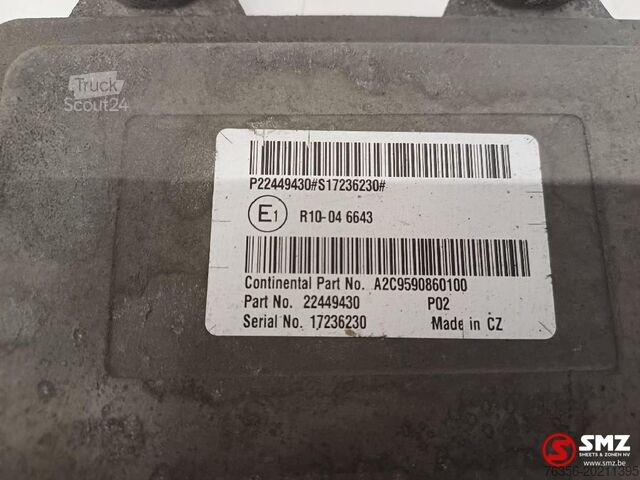 Truck
Scout24
P22449430#S17236230#
E1 R10-04 6643
Continental Part No. A2C9590860100
Part No. 22449430 P02
Serial No. 17236230 Made in CZ
SMZ
SMEETS & ZONEN NV
www.smz.be